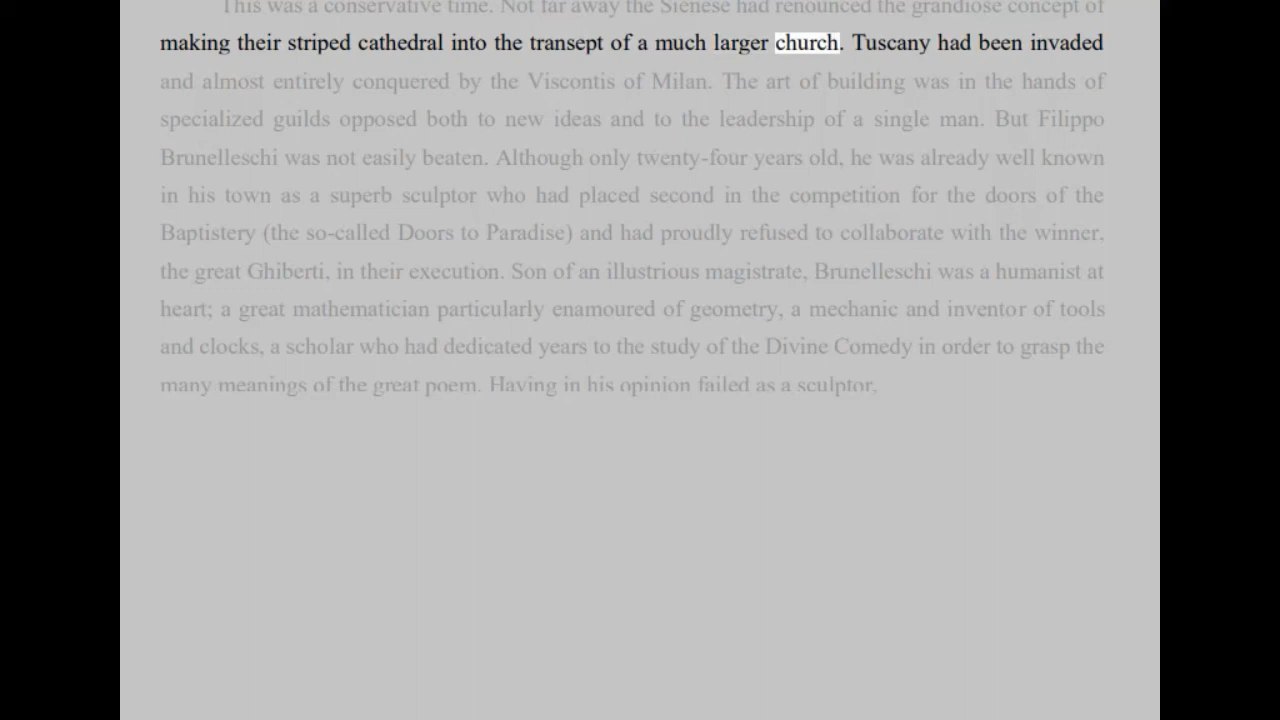 This was a conservative time. Not far away the Sienese had renounced the grandiose concept of
making their striped cathedral into the transept of a much larger church. Tuscany had been invaded
and almost entirely conquered by the Viscontis of Milan. The art of building was in the hands of
specialized guilds opposed both to new ideas and to the leadership of a single man. But Filippo
Brunelleschi was not easily beaten. Although only twenty-four years old, he was already well known
in his town as a superb sculptor who had placed second in the competition for the doors of the
Baptistery (the so-called Doors to Paradise) and had proudly refused to collaborate with the winner,
the great Ghiberti, in their execution. Son of an illustrious magistrate, Brunelleschi was a humanist at
heart; a great mathematician particularly enamoured of geometry, a mechanic and inventor of tools
and clocks, a scholar who had dedicated years to the study of the Divine Comedy in order to grasp the
many meanings of the great poem. Having in his opinion failed as a sculptor,